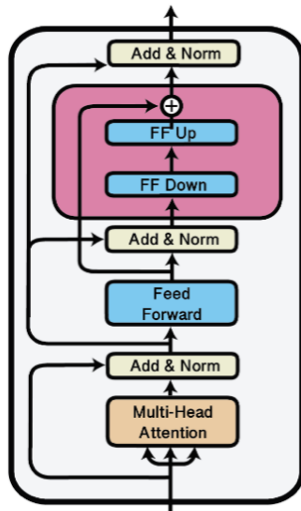 Add & Norm
FF Up
FF Down
Add & Norm
Feed
Forward
Add & Norm
Multi-Head
Attention